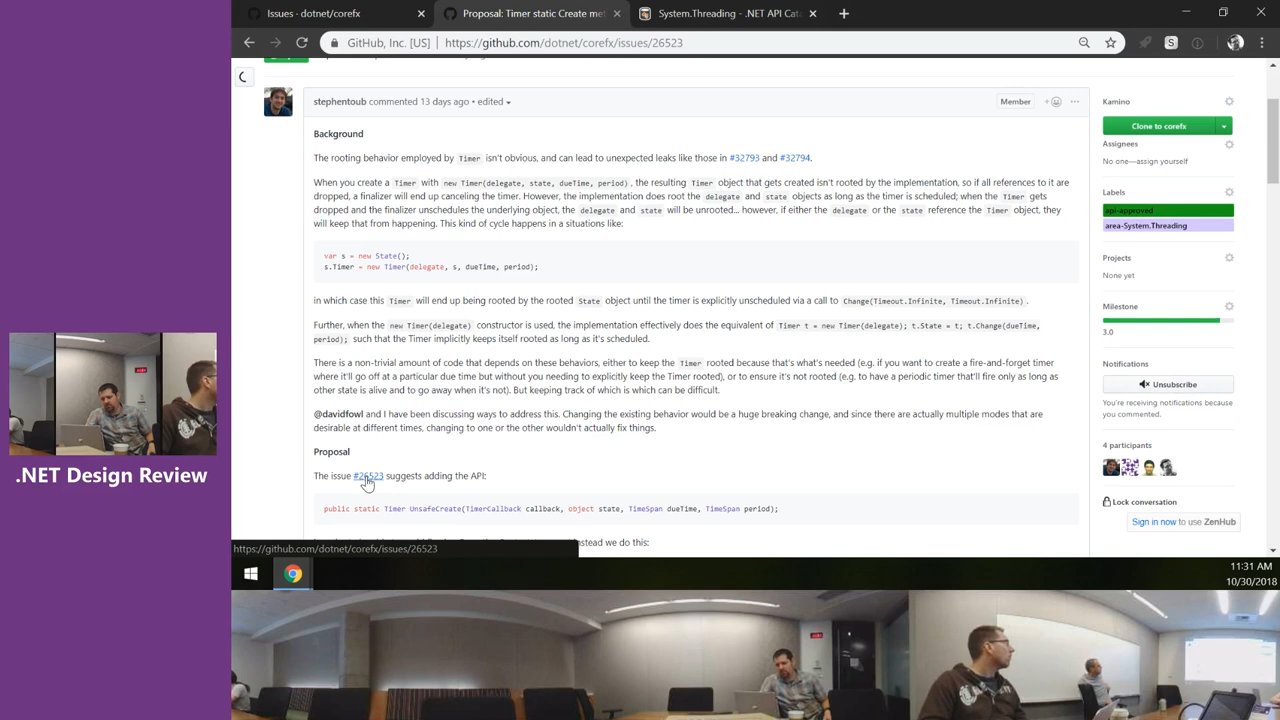 Issues · dotnet/corefx
Proposal: Timer static Create met
System.Threading - .NET API Cat
GitHub, Inc. [US] | https://github.com/dotnet/corefx/issues/26523
stephentoub commented 13 days ago • edited
Member
Background
The rooting behavior employed by Timer isn't obvious, and can lead to unexpected leaks like those in #32793 and #32794.
When you create a Timer with new Timer(delegate, state, dueTime, period), the resulting Timer object that gets created isn't rooted by the implementation, so if all references to it are
dropped, a finalizer will end up canceling the timer. However, the implementation does root the delegate and state objects as long as the timer is scheduled; when the Timer gets
dropped and the finalizer unschedules the underlying object, the delegate and state will be unrooted... however, if either the delegate or the state reference the Timer object, they
will keep that from happening. This kind of cycle happens in a situations like:
var s = new State();
s.Timer = new Timer(delegate, s, dueTime, period);
in which case this Timer will end up being rooted by the rooted State object until the timer is explicitly unscheduled via a call to Change(Timeout.Infinite, Timeout.Infinite).
Further, when the new Timer(delegate) constructor is used, the implementation effectively does the equivalent of Timer t = new Timer(delegate); t.State = t; t.Change(dueTime,
period); such that the Timer implicitly keeps itself rooted as long as it's scheduled.
There is a non-trivial amount of code that depends on these behaviors, either to keep the Timer rooted because that's what's needed (e.g. if you want to create a fire-and-forget timer
where it'll go off at a particular due time but without you needing to explicitly keep the Timer rooted), or to ensure it's not rooted (e.g. to have a periodic timer that'll fire only as long as
other state is alive and to go away when it's not). But keeping track of which is which can be difficult.
@davidfowl and I have been discussing ways to address this. Changing the existing behavior would be a huge breaking change, and since there are actually multiple modes that are
desirable at different times, changing to one or the other wouldn't actually fix things.
Proposal
The issue #26523 suggests adding the API:
public static Timer UnsafeCreate(TimerCallback callback, object state, TimeSpan dueTime, TimeSpan period);
instead we do this:
https://github.com/dotnet/corefx/issues/26523
Kamino
Clone to corefx
Assignees
No one—assign yourself
Labels
api-approved
area-System.Threading
Projects
None yet
Milestone
3.0
Notifications
Unsubscribe
You're receiving notifications because
you commented.
4 participants
Lock conversation
Sign in now to use ZenHub
11:31 AM
10/30/2018
.NET Design Review